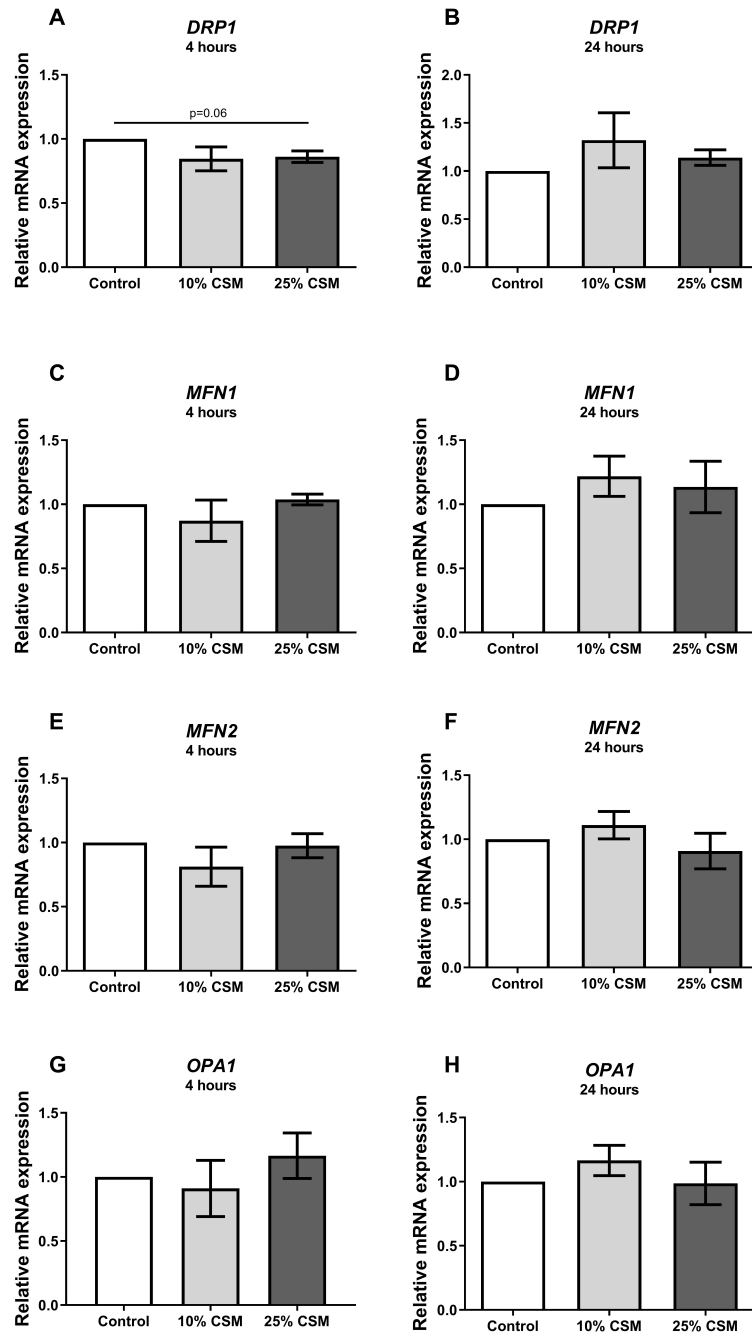 A
DRP1
4 hours
Relative mRNA expression
1.5
1.0
0.5
0.0
p=0.06
Control 10% CSM 25% CSM
B
DRP1
24 hours
Relative mRNA expression
2.0
1.5
1.0
0.5
0.0
Control 10% CSM 25% CSM
C
MFN1
4 hours
Relative mRNA expression
1.5
1.0
0.5
0.0
Control 10% CSM 25% CSM
D
MFN1
24 hours
Relative mRNA expression
1.5
1.0
0.5
0.0
Control 10% CSM 25% CSM
E
MFN2
4 hours
Relative mRNA expression
1.5
1.0
0.5
0.0
Control 10% CSM 25% CSM
F
MFN2
24 hours
Relative mRNA expression
1.5
1.0
0.5
0.0
Control 10% CSM 25% CSM
G
OPA1
4 hours
Relative mRNA expression
1.5
1.0
0.5
0.0
Control 10% CSM 25% CSM
H
OPA1
24 hours
Relative mRNA expression
1.5
1.0
0.5
0.0
Control 10% CSM 25% CSM